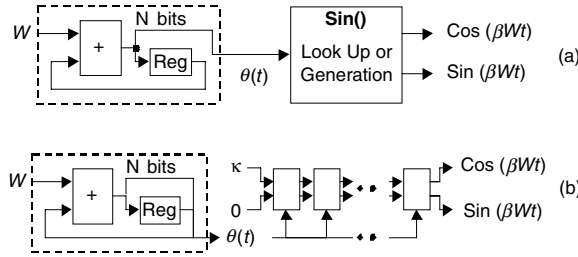 W
+
N bits
Reg
θ(t)
Sin()
Look Up or
Generation
Cos (βWt)
Sin (βWt)
(a)
W
+
N bits
Reg
θ(t)
κ
0
Cos (βWt)
Sin (βWt)
(b)